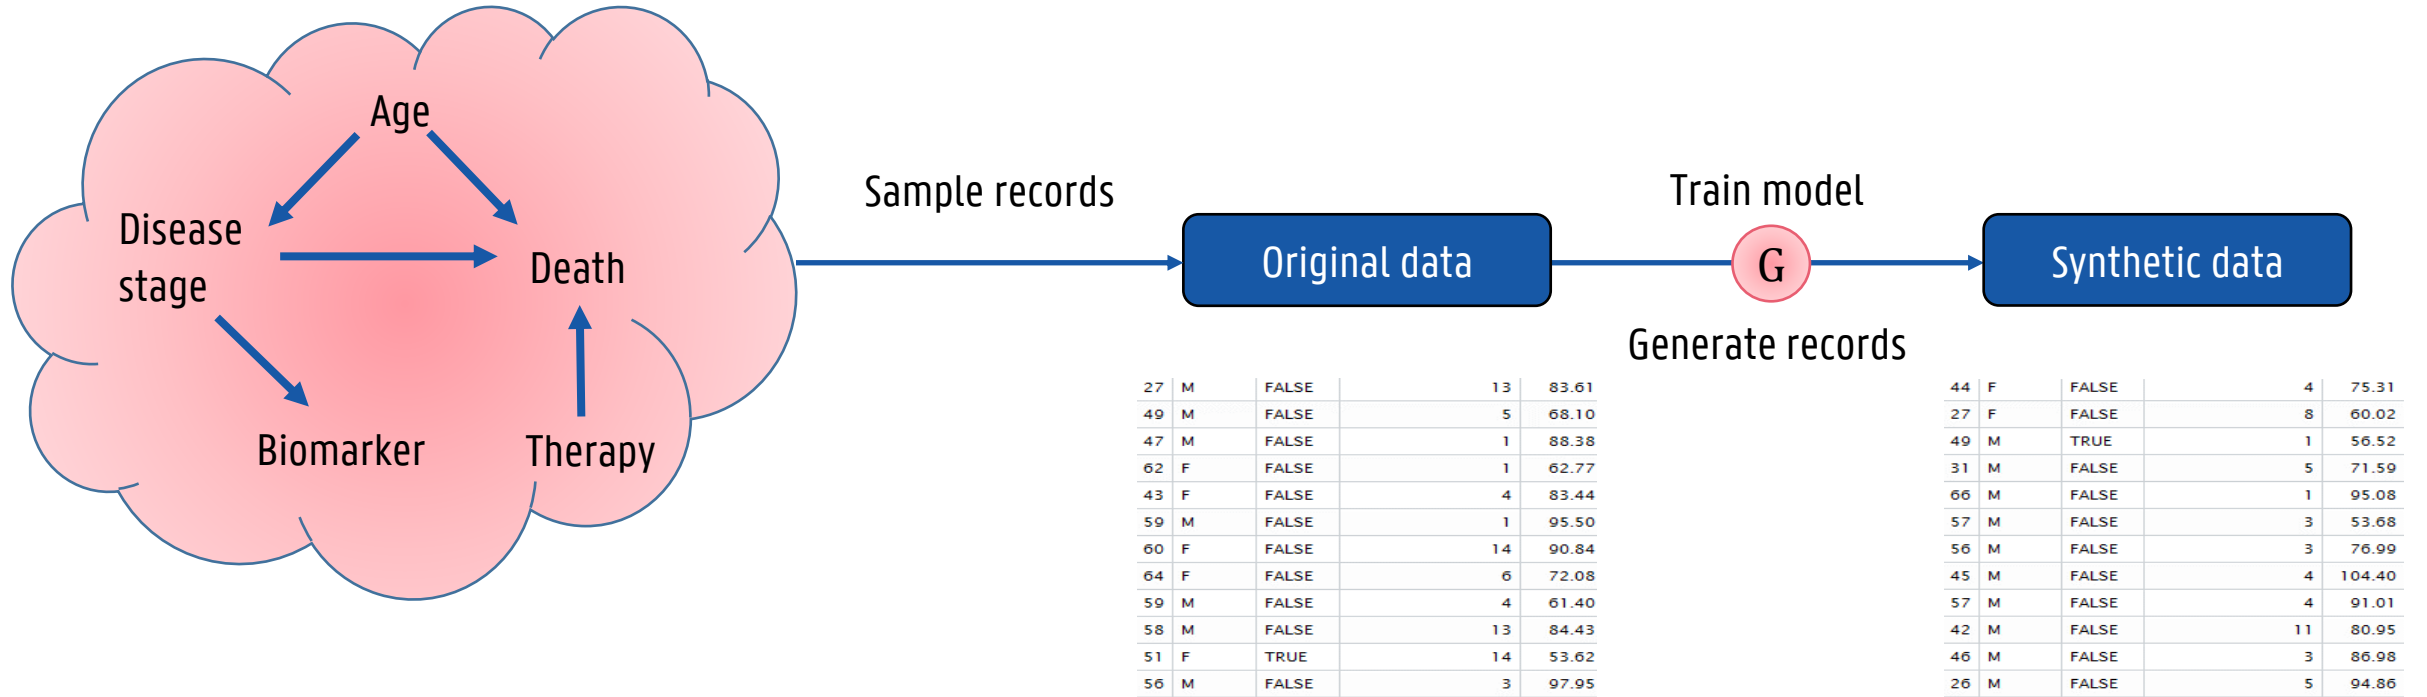 Age
Disease
stage
Death
Biomarker
Therapy
Sample records
Original data
Train model
G
Generate records
Synthetic data
27 M FALSE 13 83.61
49 M FALSE 5 68.10
47 M FALSE 1 88.38
62 F FALSE 1 62.77
43 F FALSE 4 83.44
59 M FALSE 1 95.50
60 F FALSE 14 90.84
64 F FALSE 6 72.08
59 M FALSE 4 61.40
58 M FALSE 13 84.43
51 F TRUE 14 53.62
56 M FALSE 3 97.95
44 F FALSE 4 75.31
27 F FALSE 8 60.02
49 M TRUE 1 56.52
31 M FALSE 5 71.59
66 M FALSE 1 95.08
57 M FALSE 3 53.68
56 M FALSE 3 76.99
45 M FALSE 4 104.40
57 M FALSE 4 91.01
42 M FALSE 11 80.95
46 M FALSE 3 86.98
26 M FALSE 5 94.86